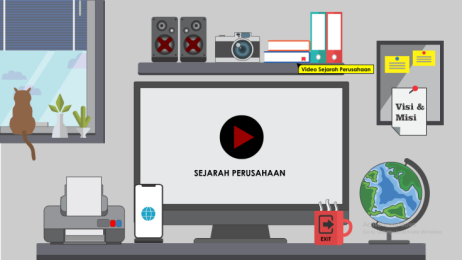 Video Sejarah Perusahaan
Visi &
Misi
SEJARAH PERUSAHAAN
EXIT